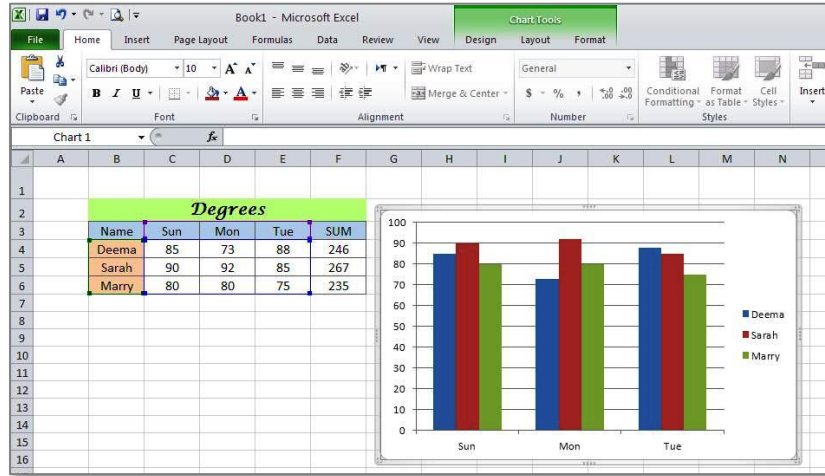 Book1 - Microsoft Excel
Chart Tools
File Home Insert Page Layout Formulas Data Review View Design Layout Format
Paste
Calibri (Body) 10 A A
B I U A
Wrap Text
Merge & Center
General
$ % ,
Conditional Formatting
Format as Table
Cell Styles
Insert
Clipboard Font Alignment Number Styles
Chart 1 fx
A B C D E F G H I J K L M N
1
2 Degrees
3 Name Sun Mon Tue SUM
4 Deema 85 73 88 246
5 Sarah 90 92 85 267
6 Marry 80 80 75 235
7
8
9
10
11
12
13
14
15
16
100
90
80
70
60
50
40
30
20
10
0
Sun Mon Tue
Deema
Sarah
Marry